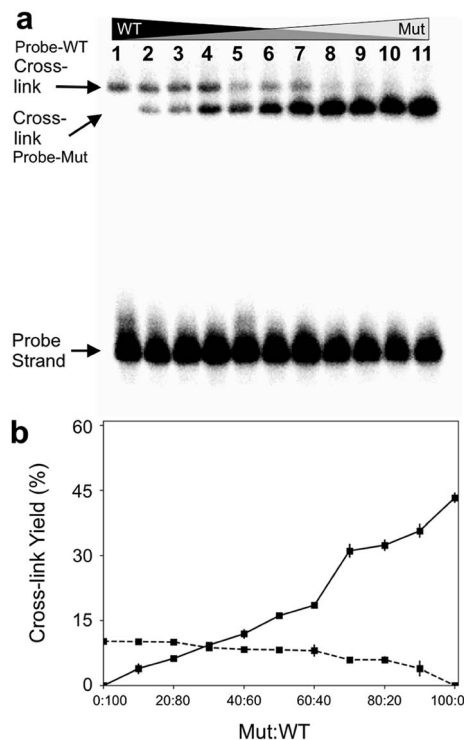 a
WT
Mut
Probe-WT
1 2 3 4 5 6 7 8 9 10 11
Cross-
link
Cross-
link
Probe-Mut
Probe
Strand
b
60
45
30
15
0
Cross-link Yield (%)
0:100 20:80 40:60 60:40 80:20 100:0
Mut:WT